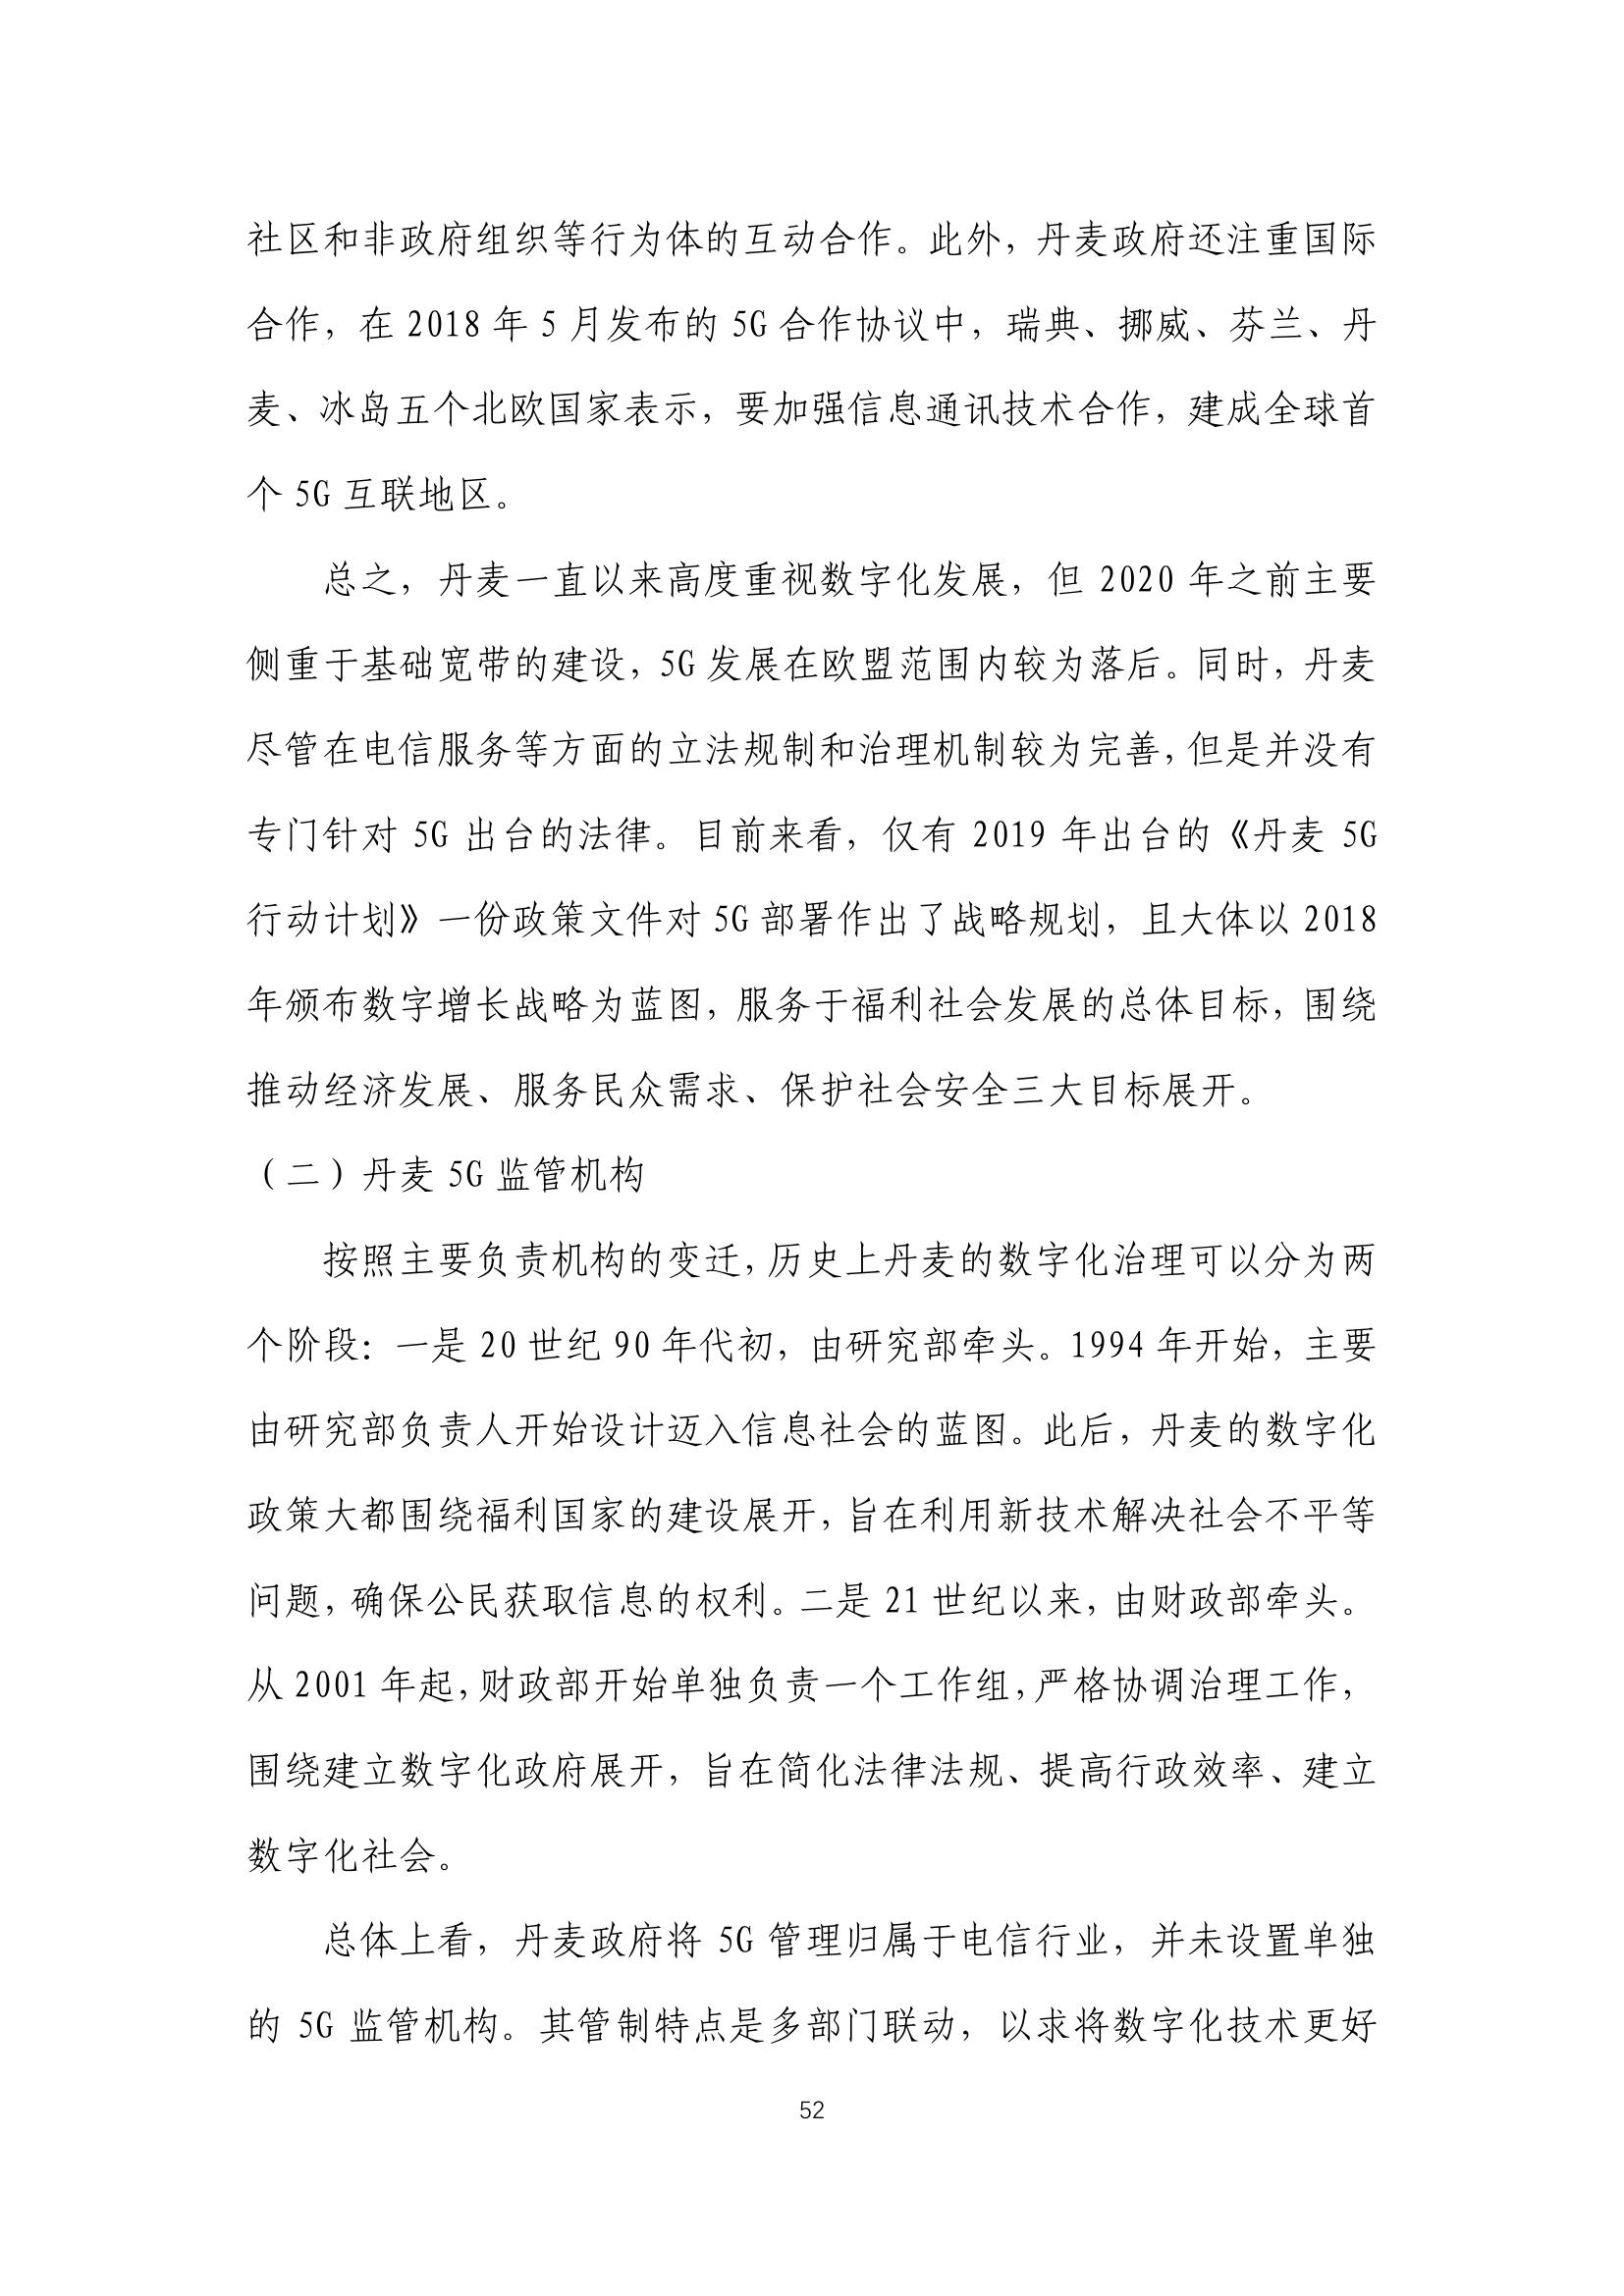 社区和非政府组织等行为体的互动合作。此外，丹麦政府还注重国际
合作，在 2018 年 5 月发布的 5G 合作协议中，瑞典、挪威、芬兰、丹
麦、冰岛五个北欧国家表示，要加强信息通讯技术合作，建成全球首
个 5G 互联地区。
总之，丹麦一直以来高度重视数字化发展，但 2020 年之前主要
侧重于基础宽带的建设，5G 发展在欧盟范围内较为落后。同时，丹麦
尽管在电信服务等方面的立法规制和治理机制较为完善，但是并没有
专门针对 5G 出台的法律。目前来看，仅有 2019 年出台的《丹麦 5G
行动计划》一份政策文件对 5G 部署作出了战略规划，且大体以 2018
年颁布数字增长战略为蓝图，服务于福利社会发展的总体目标，围绕
推动经济发展、服务民众需求、保护社会安全三大目标展开。
（二）丹麦 5G 监管机构
按照主要负责机构的变迁，历史上丹麦的数字化治理可以分为两
个阶段：一是 20 世纪 90 年代初，由研究部牵头。1994 年开始，主要
由研究部负责人开始设计迈入信息社会的蓝图。此后，丹麦的数字化
政策大都围绕福利国家的建设展开，旨在利用新技术解决社会不平等
问题，确保公民获取信息的权利。二是 21 世纪以来，由财政部牵头。
从 2001 年起，财政部开始单独负责一个工作组，严格协调治理工作，
围绕建立数字化政府展开，旨在简化法律法规、提高行政效率、建立
数字化社会。
总体上看，丹麦政府将 5G 管理归属于电信行业，并未设置单独
的 5G 监管机构。其管制特点是多部门联动，以求将数字化技术更好
52